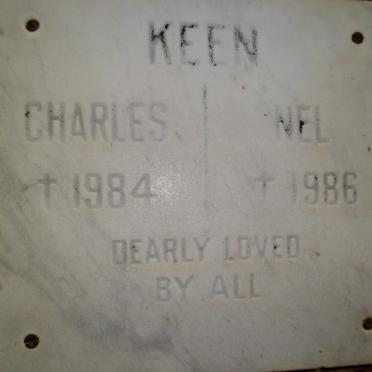 KEEN
CHARLES NEL
† 1984 † 1986
DEARLY LOVED
BY ALL